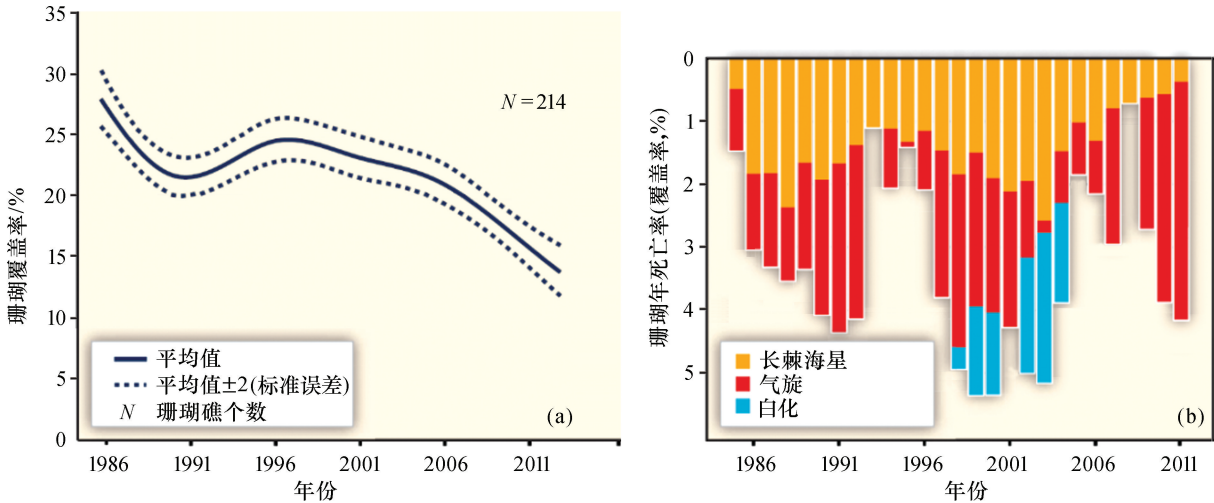 35
30
25
20
15
10
5
0
珊瑚覆盖率/%
N=214
平均值
平均值±2(标准误差)
N 珊瑚礁个数
(a)
1986 1991 1996 2001 2006 2011
年份
0
1
2
3
4
5
珊瑚年死亡率(覆盖率,%)
长棘海星
气旋
白化
(b)
1986 1991 1996 2001 2006 2011
年份